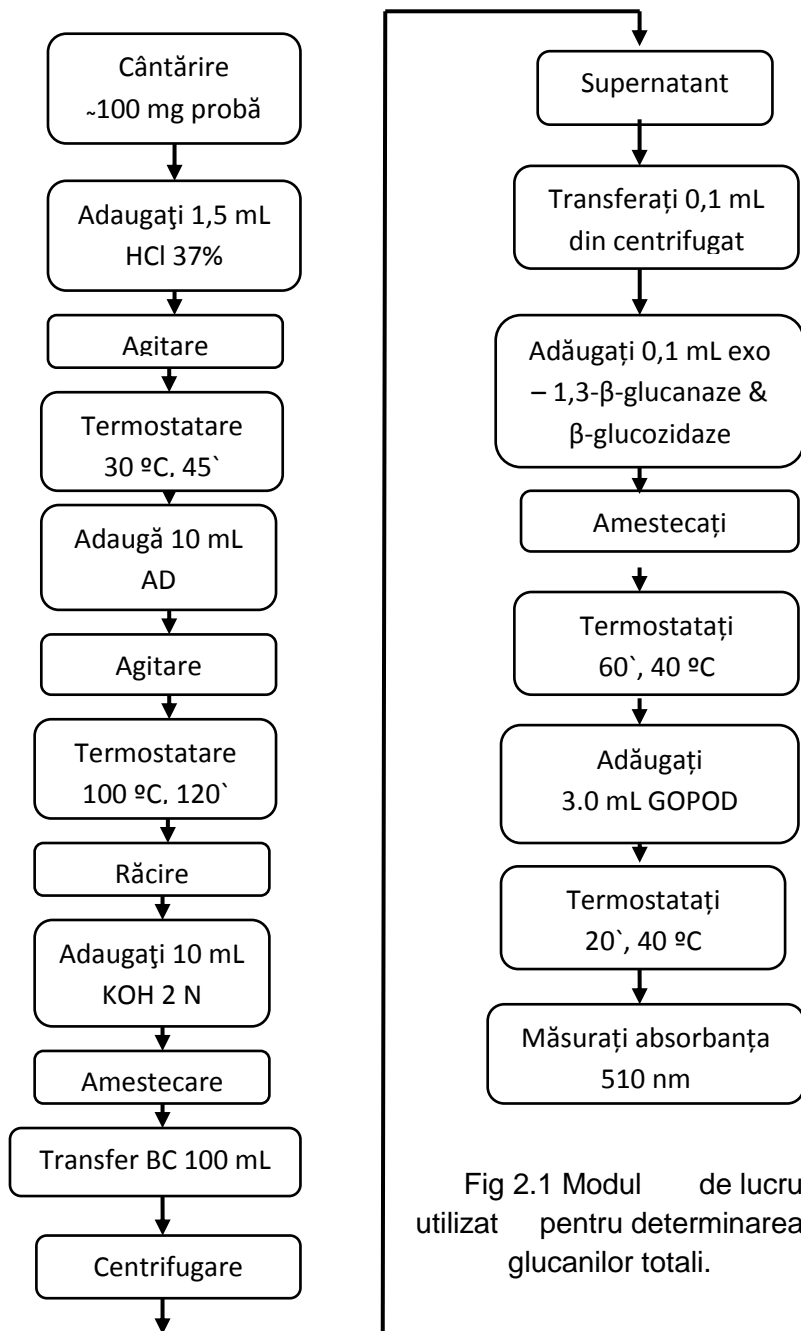 Cântărire
~100 mg probă
Adaugaţi 1,5 mL
HCl 37%
Agitare
Termostatare
30 ºC, 45`
Adaugă 10 mL
AD
Agitare
Termostatare
100 ºC, 120`
Răcire
Adaugaţi 10 mL
KOH 2 N
Amestecare
Transfer BC 100 mL
Centrifugare
Supernatant
Transferați 0,1 mL
din centrifugat
Adăugați 0,1 mL exo
– 1,3-β-glucanaze &
β-glucozidaze
Amestecați
Termostatați
60`, 40 ºC
Adăugați
3.0 mL GOPOD
Termostatați
20`, 40 ºC
Măsurați absorbanța
510 nm
Fig 2.1 Modul de lucru
utilizat pentru determinarea
glucanilor totali.